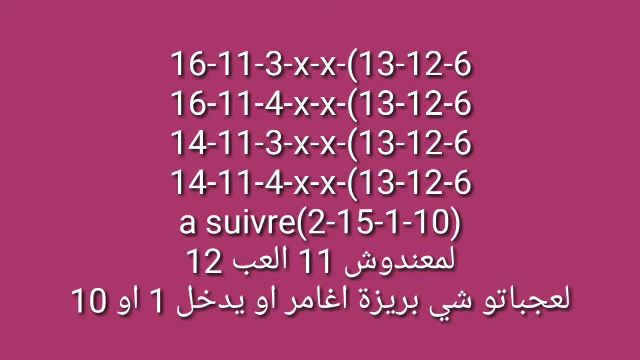 16-11-3-x-x-(13-12-6
16-11-4-x-x-(13-12-6
14-11-3-x-x-(13-12-6
14-11-4-x-x-(13-12-6
a suivre(2-15-1-10)
لمعندوش 11 العب 12
لعجباتو شي بريزة اغامر او يدخل 1 او 10